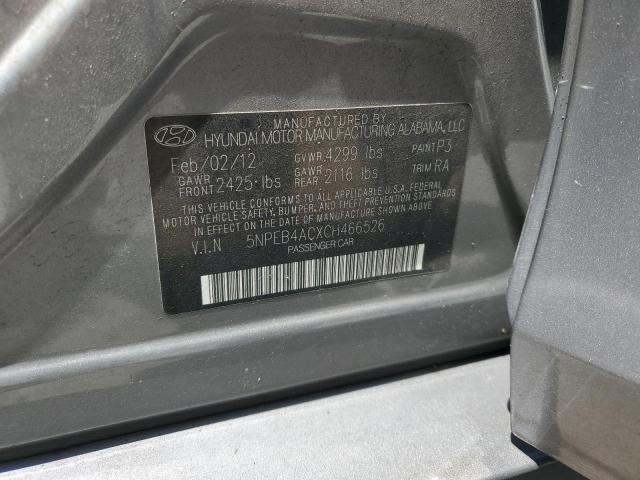 MANUFACTURED BY
HYUNDAI MOTOR MANUFACTURING ALABAMA, LLC
Feb/02/12 GVWR 4299 lbs PAINT P3
GAWR FRONT 2425 lbs GAWR REAR 2116 lbs TRIM RA
THIS VEHICLE CONFORMS TO ALL APPLICABLE U.S.A. FEDERAL
MOTOR VEHICLE SAFETY, BUMPER, AND THEFT PREVENTION STANDARDS
IN EFFECT ON THE DATE OF MANUFACTURE SHOWN ABOVE.
V.I.N 5NPEB4ACXCH466526
PASSENGER CAR